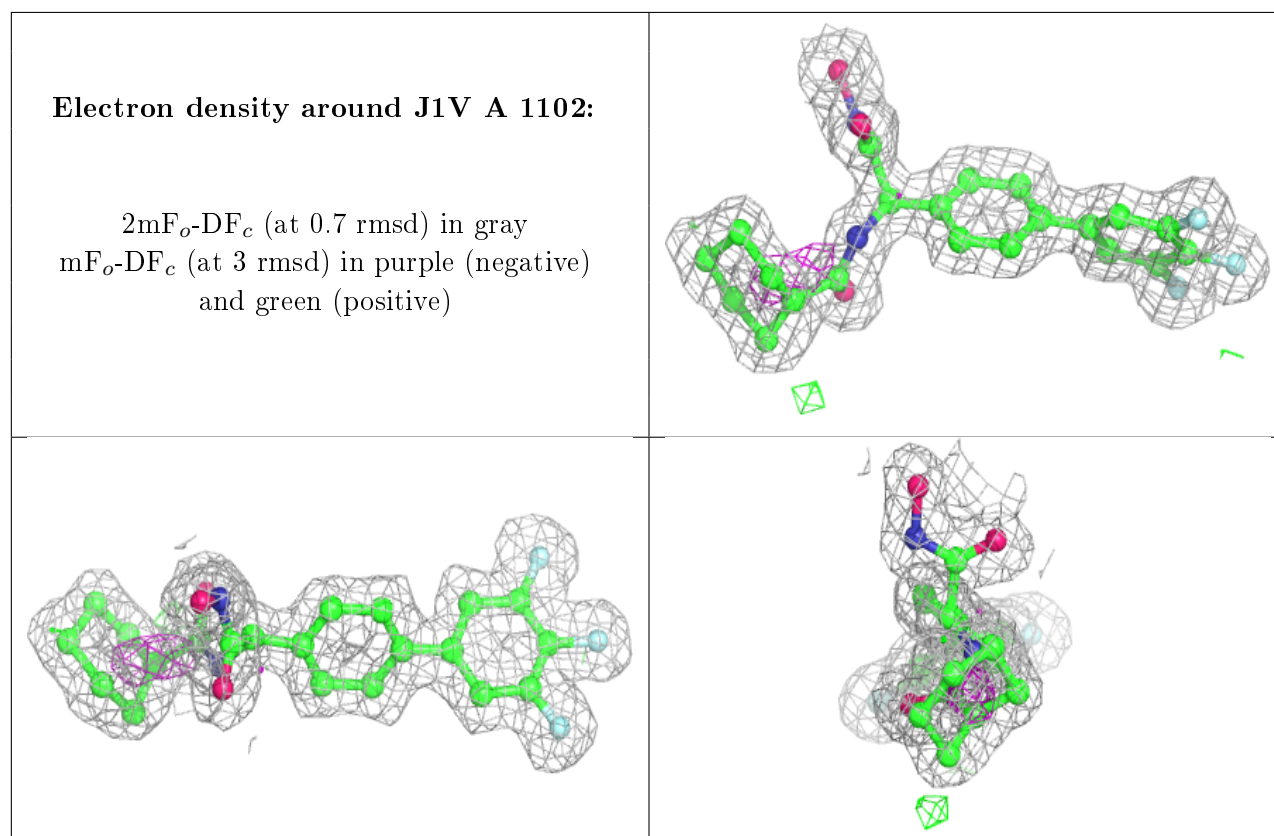 Electron density around J1V A 1102:
2mFo-DFc (at 0.7 rmsd) in gray
mFo-DFc (at 3 rmsd) in purple (negative)
and green (positive)